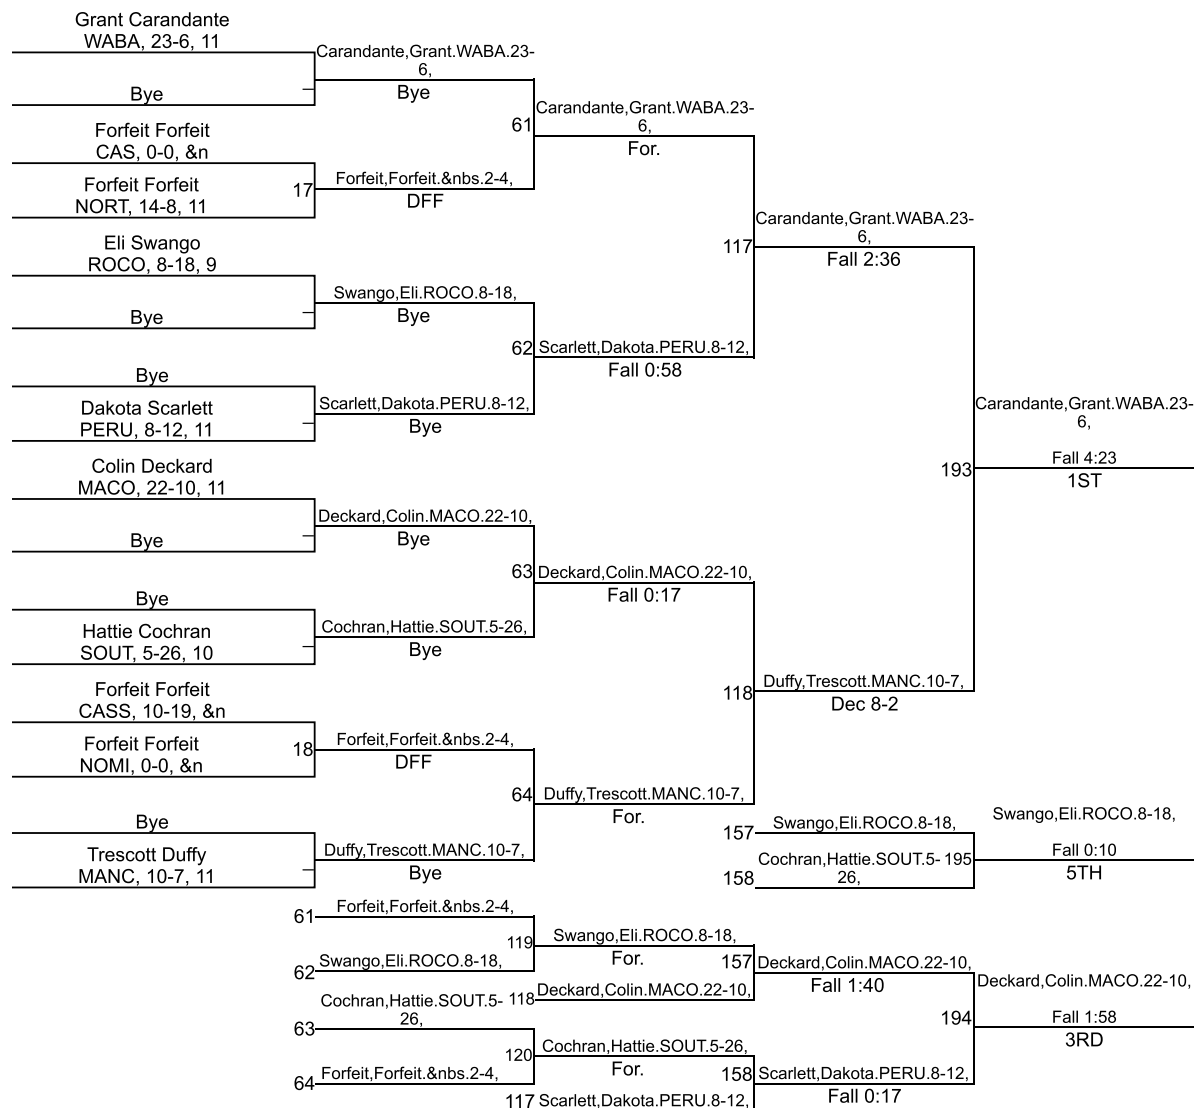 Grant Carandante
WABA, 23-6, 11
Bye
Forfeit Forfeit
CAS, 0-0, &n
Forfeit Forfeit
NORT, 14-8, 11
17
Eli Swango
ROCO, 8-18, 9
Bye
Bye
Dakota Scarlett
PERU, 8-12, 11
Colin Deckard
MACO, 22-10, 11
Bye
Bye
Hattie Cochran
SOUT, 5-26, 10
Forfeit Forfeit
CASS, 10-19, &n
Forfeit Forfeit
NOMI, 0-0, &n
18
Bye
Trescott Duffy
MANC, 10-7, 11
Carandante,Grant.WABA.23-
6,
Bye
61
Forfeit,Forfeit.&nbs.2-4,
DFF
Swango,Eli.ROCO.8-18,
Bye
62
Scarlett,Dakota.PERU.8-12,
Bye
Deckard,Colin.MACO.22-10,
Bye
63
Cochran,Hattie.SOUT.5-26,
Bye
Forfeit,Forfeit.&nbs.2-4,
DFF
64
Duffy,Trescott.MANC.10-7,
Bye
Carandante,Grant.WABA.23-
6,
For.
117
Scarlett,Dakota.PERU.8-12,
Fall 0:58
Deckard,Colin.MACO.22-10,
Fall 0:17
118
Duffy,Trescott.MANC.10-7,
For.
Carandante,Grant.WABA.23-
6,
Fall 2:36
193
Duffy,Trescott.MANC.10-7,
Dec 8-2
Carandante,Grant.WABA.23-
6,
Fall 4:23
1ST
157
Swango,Eli.ROCO.8-18,
158
Cochran,Hattie.SOUT.5-
26,
195
Swango,Eli.ROCO.8-18,
Fall 0:10
5TH
61
Forfeit,Forfeit.&nbs.2-4,
119
62
Swango,Eli.ROCO.8-18,
Swango,Eli.ROCO.8-18,
For.
157
118
Deckard,Colin.MACO.22-10,
63
Cochran,Hattie.SOUT.5-
26,
120
64
Forfeit,Forfeit.&nbs.2-4,
Cochran,Hattie.SOUT.5-26,
For.
158
117
Scarlett,Dakota.PERU.8-12,
Deckard,Colin.MACO.22-10,
Fall 1:40
194
Scarlett,Dakota.PERU.8-12,
Fall 0:17
Deckard,Colin.MACO.22-10,
Fall 1:58
3RD